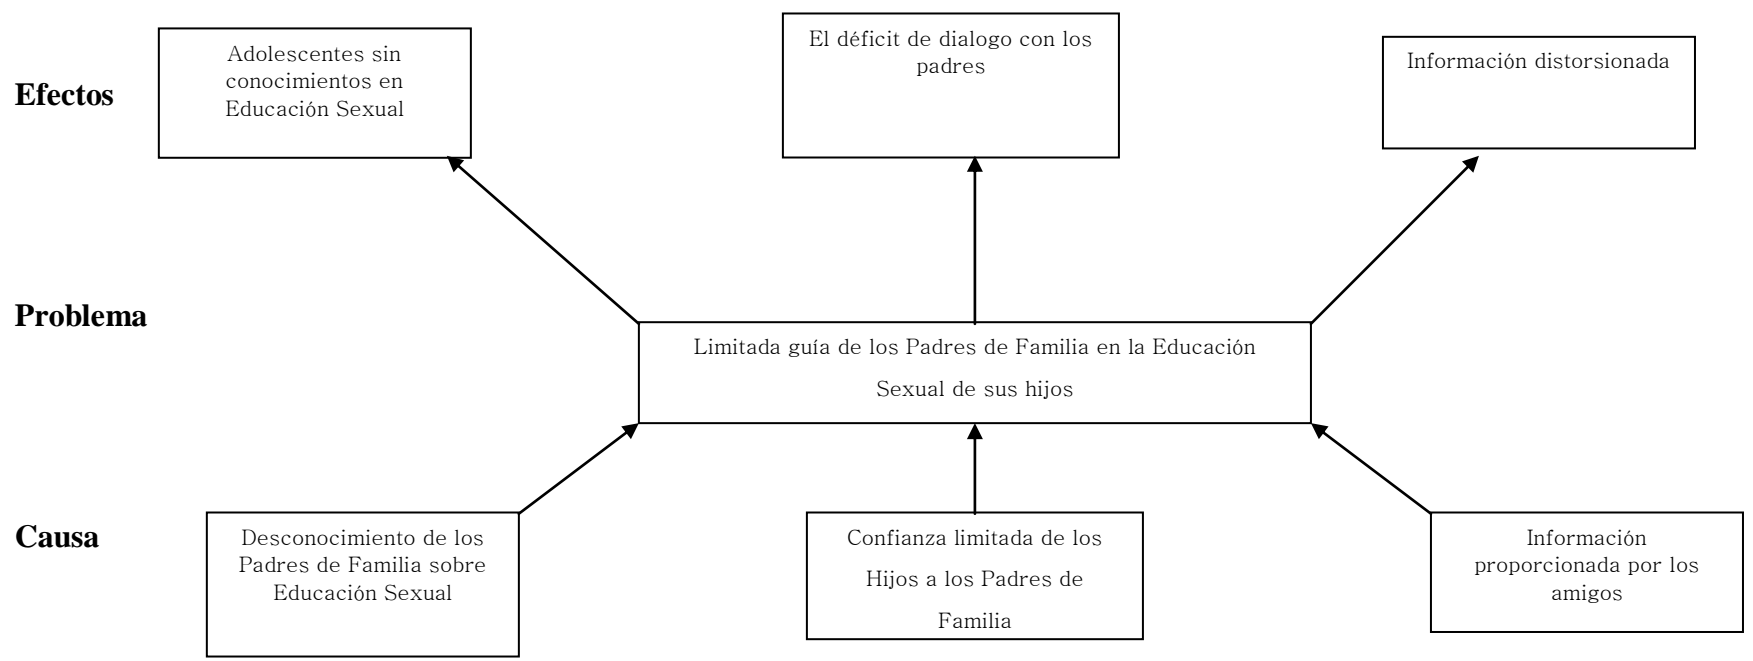 Efectos
Adolescentes sin
conocimientos en
Educación Sexual
El déficit de dialogo con los
padres
Información distorsionada
Problema
Limitada guía de los Padres de Familia en la Educación
Sexual de sus hijos
Causa
Desconocimiento de los
Padres de Familia sobre
Educación Sexual
Confianza limitada de los
Hijos a los Padres de
Familia
Información
proporcionada por los
amigos